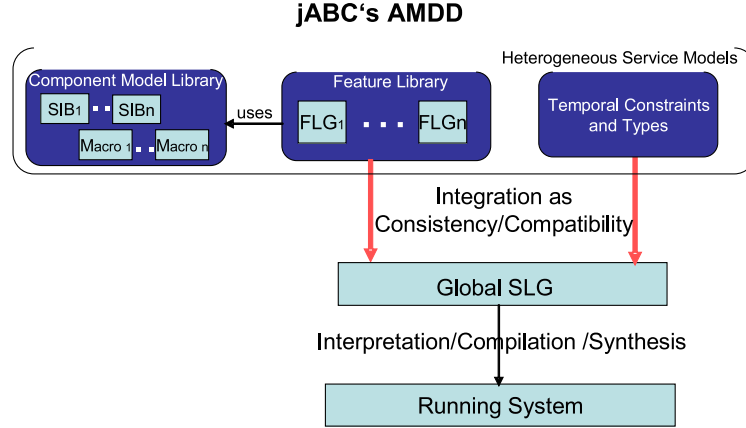 jABC‘s AMDD
Heterogeneous Service Models
Component Model Library
SIB1 SIBn
Macro 1 Macro n
uses
Feature Library
FLG1 FLGn
Temporal Constraints
and Types
Integration as
Consistency/Compatibility
Global SLG
Interpretation/Compilation /Synthesis
Running System